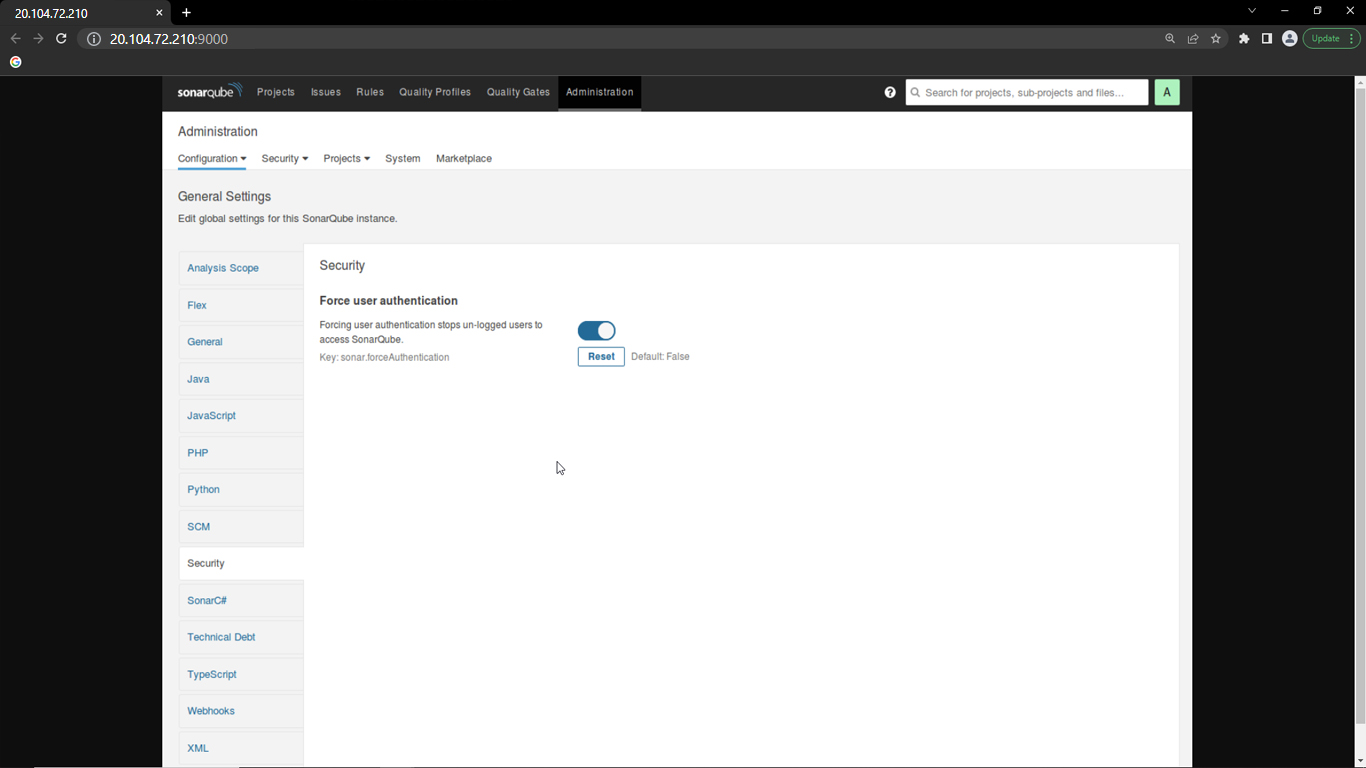 20.104.72.210
20.104.72.210:9000
Update
sonarqube
Projects
Issues
Rules
Quality Profiles
Quality Gates
Administration
Search for projects, sub-projects and files...
A
Administration
Configuration
Security
Projects
System
Marketplace
General Settings
Edit global settings for this SonarQube instance.
Analysis Scope
Flex
General
Java
JavaScript
PHP
Python
SCM
Security
SonarC#
Technical Debt
TypeScript
Webhooks
XML
Security
Force user authentication
Forcing user authentication stops un-logged users to
access SonarQube.
Key: sonar.forceAuthentication
Reset
Default: False